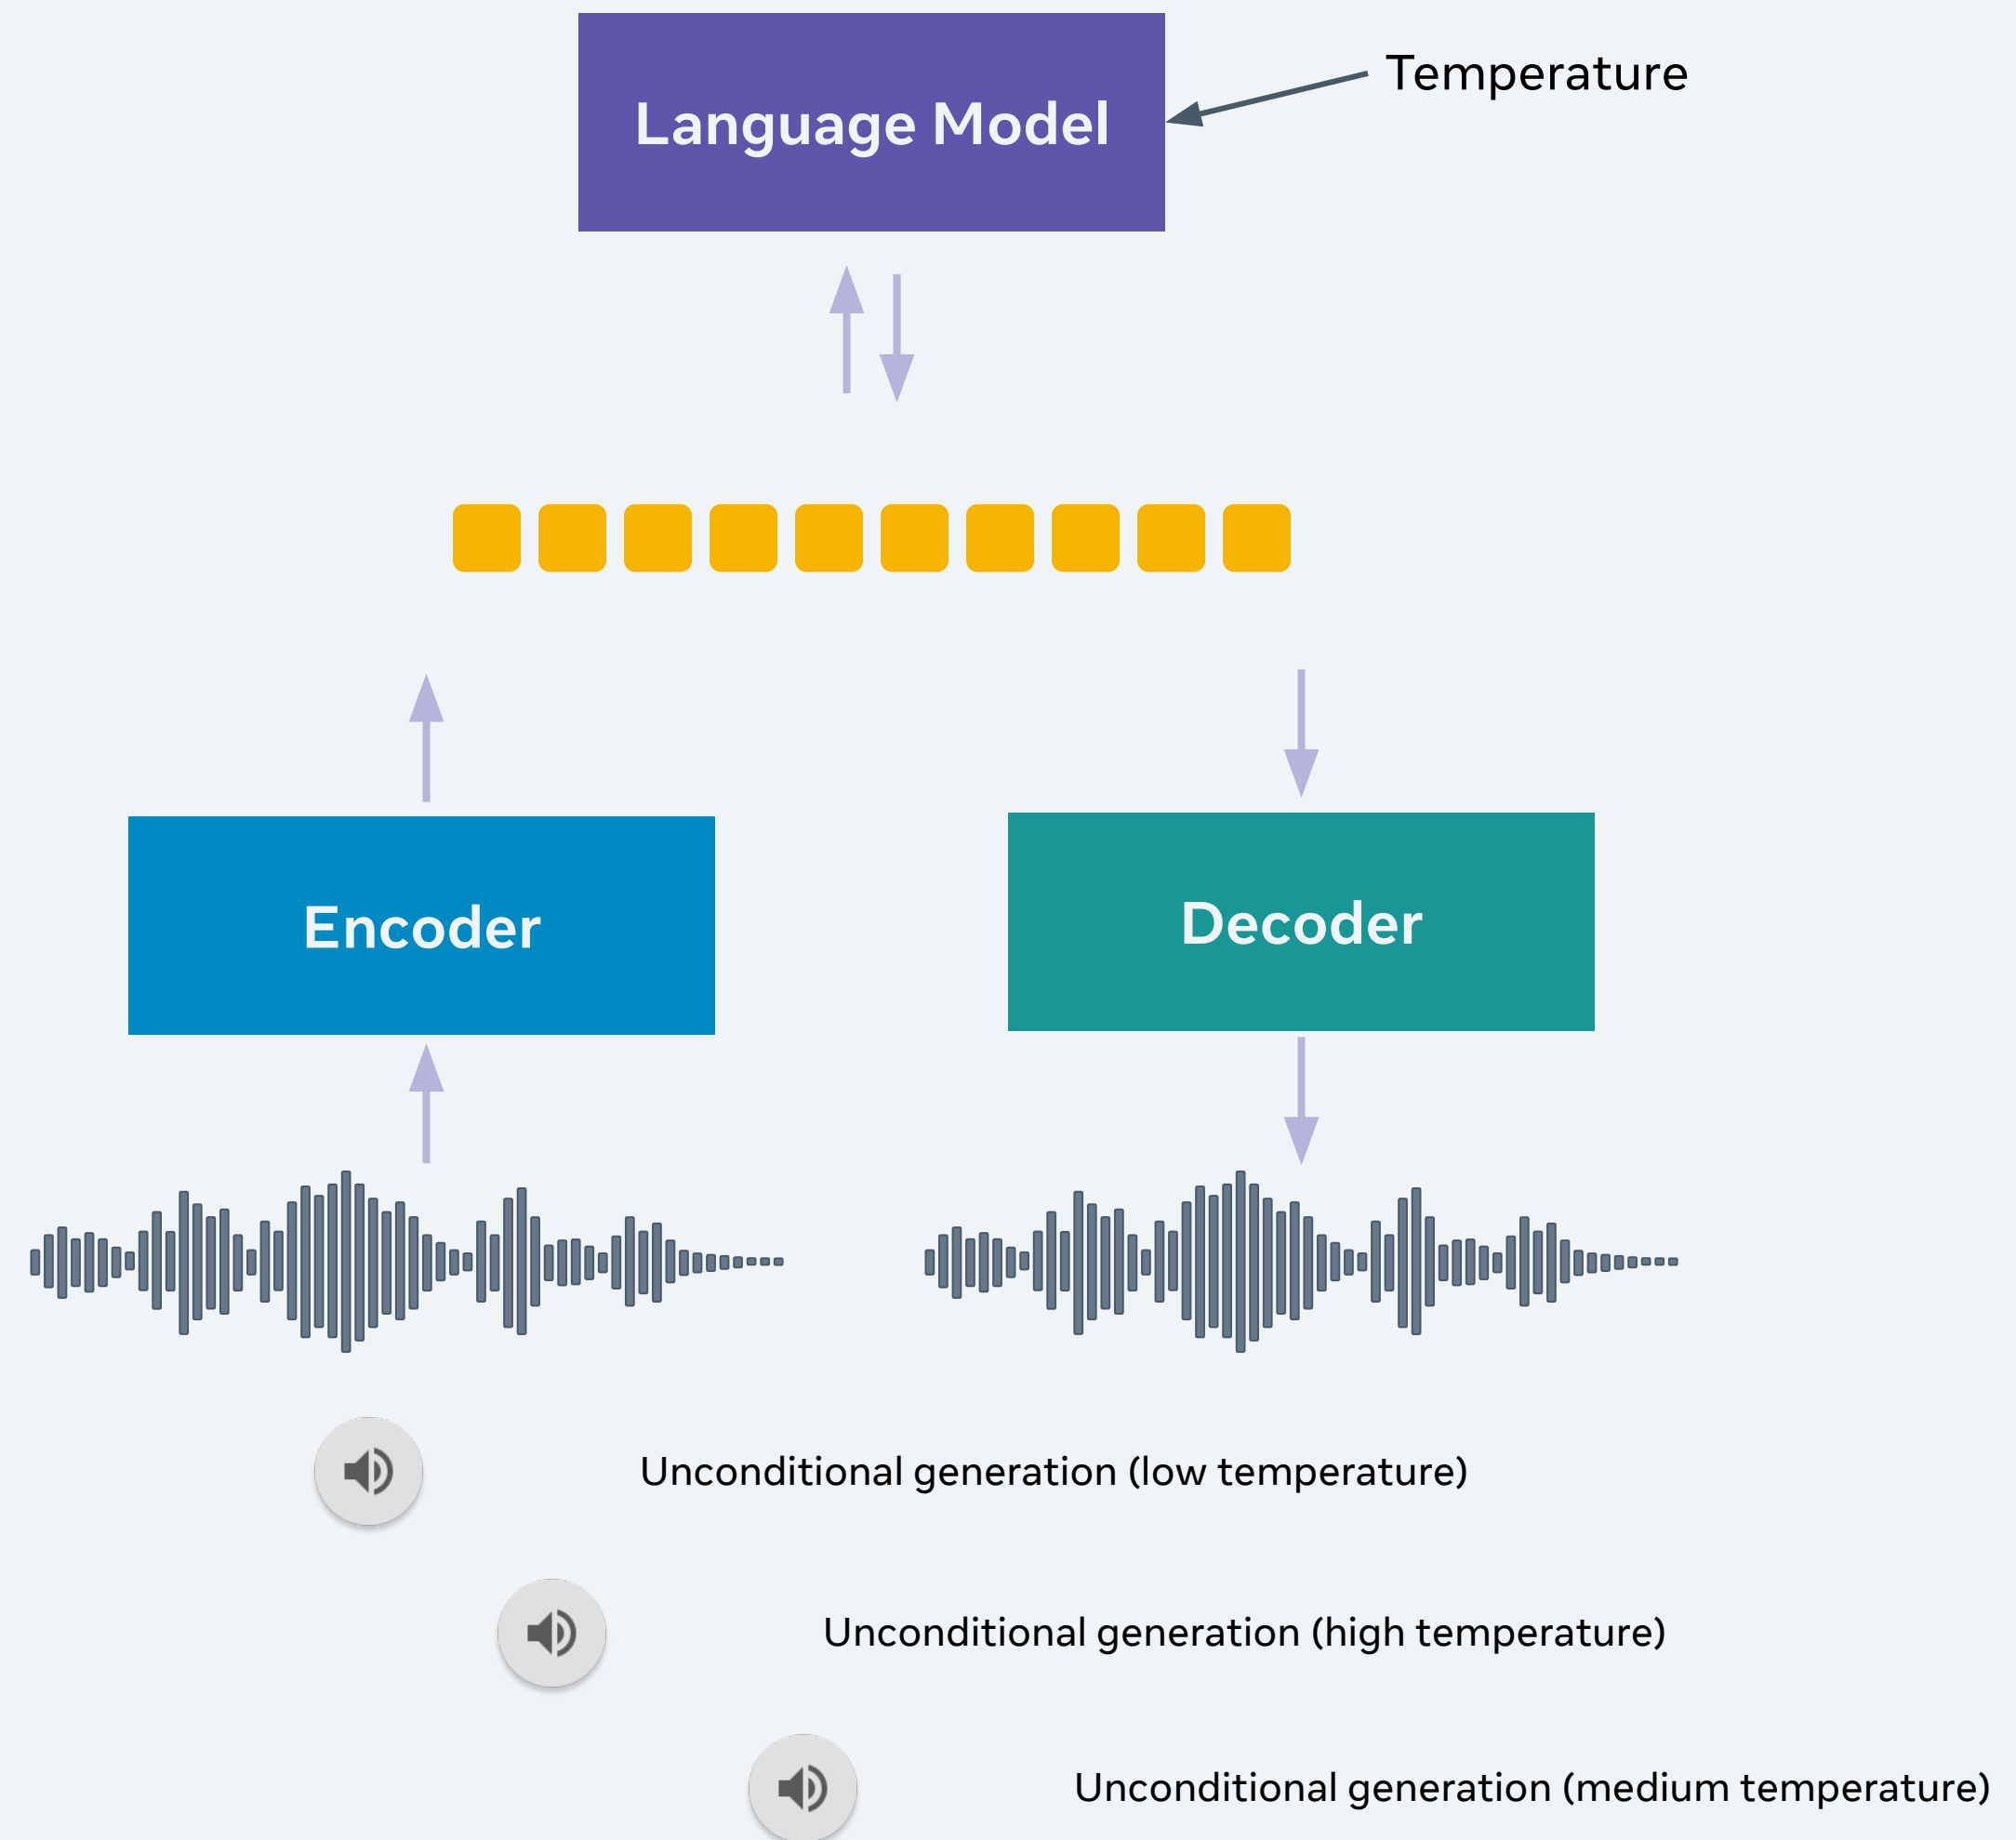 Language Model
Temperature
Encoder
Decoder
Unconditional generation (low temperature)
Unconditional generation (high temperature)
Unconditional generation (medium temperature)